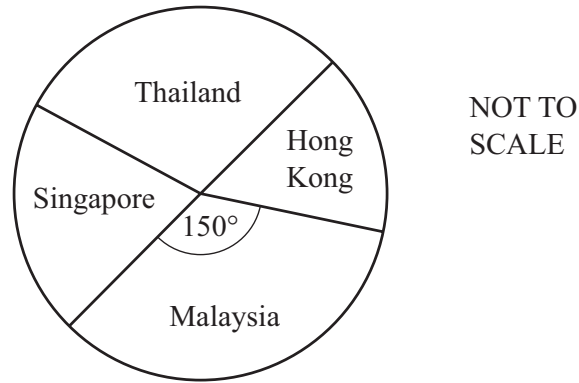 Thailand
NOT TO
SCALE
Hong
Kong
Singapore
150°
Malaysia